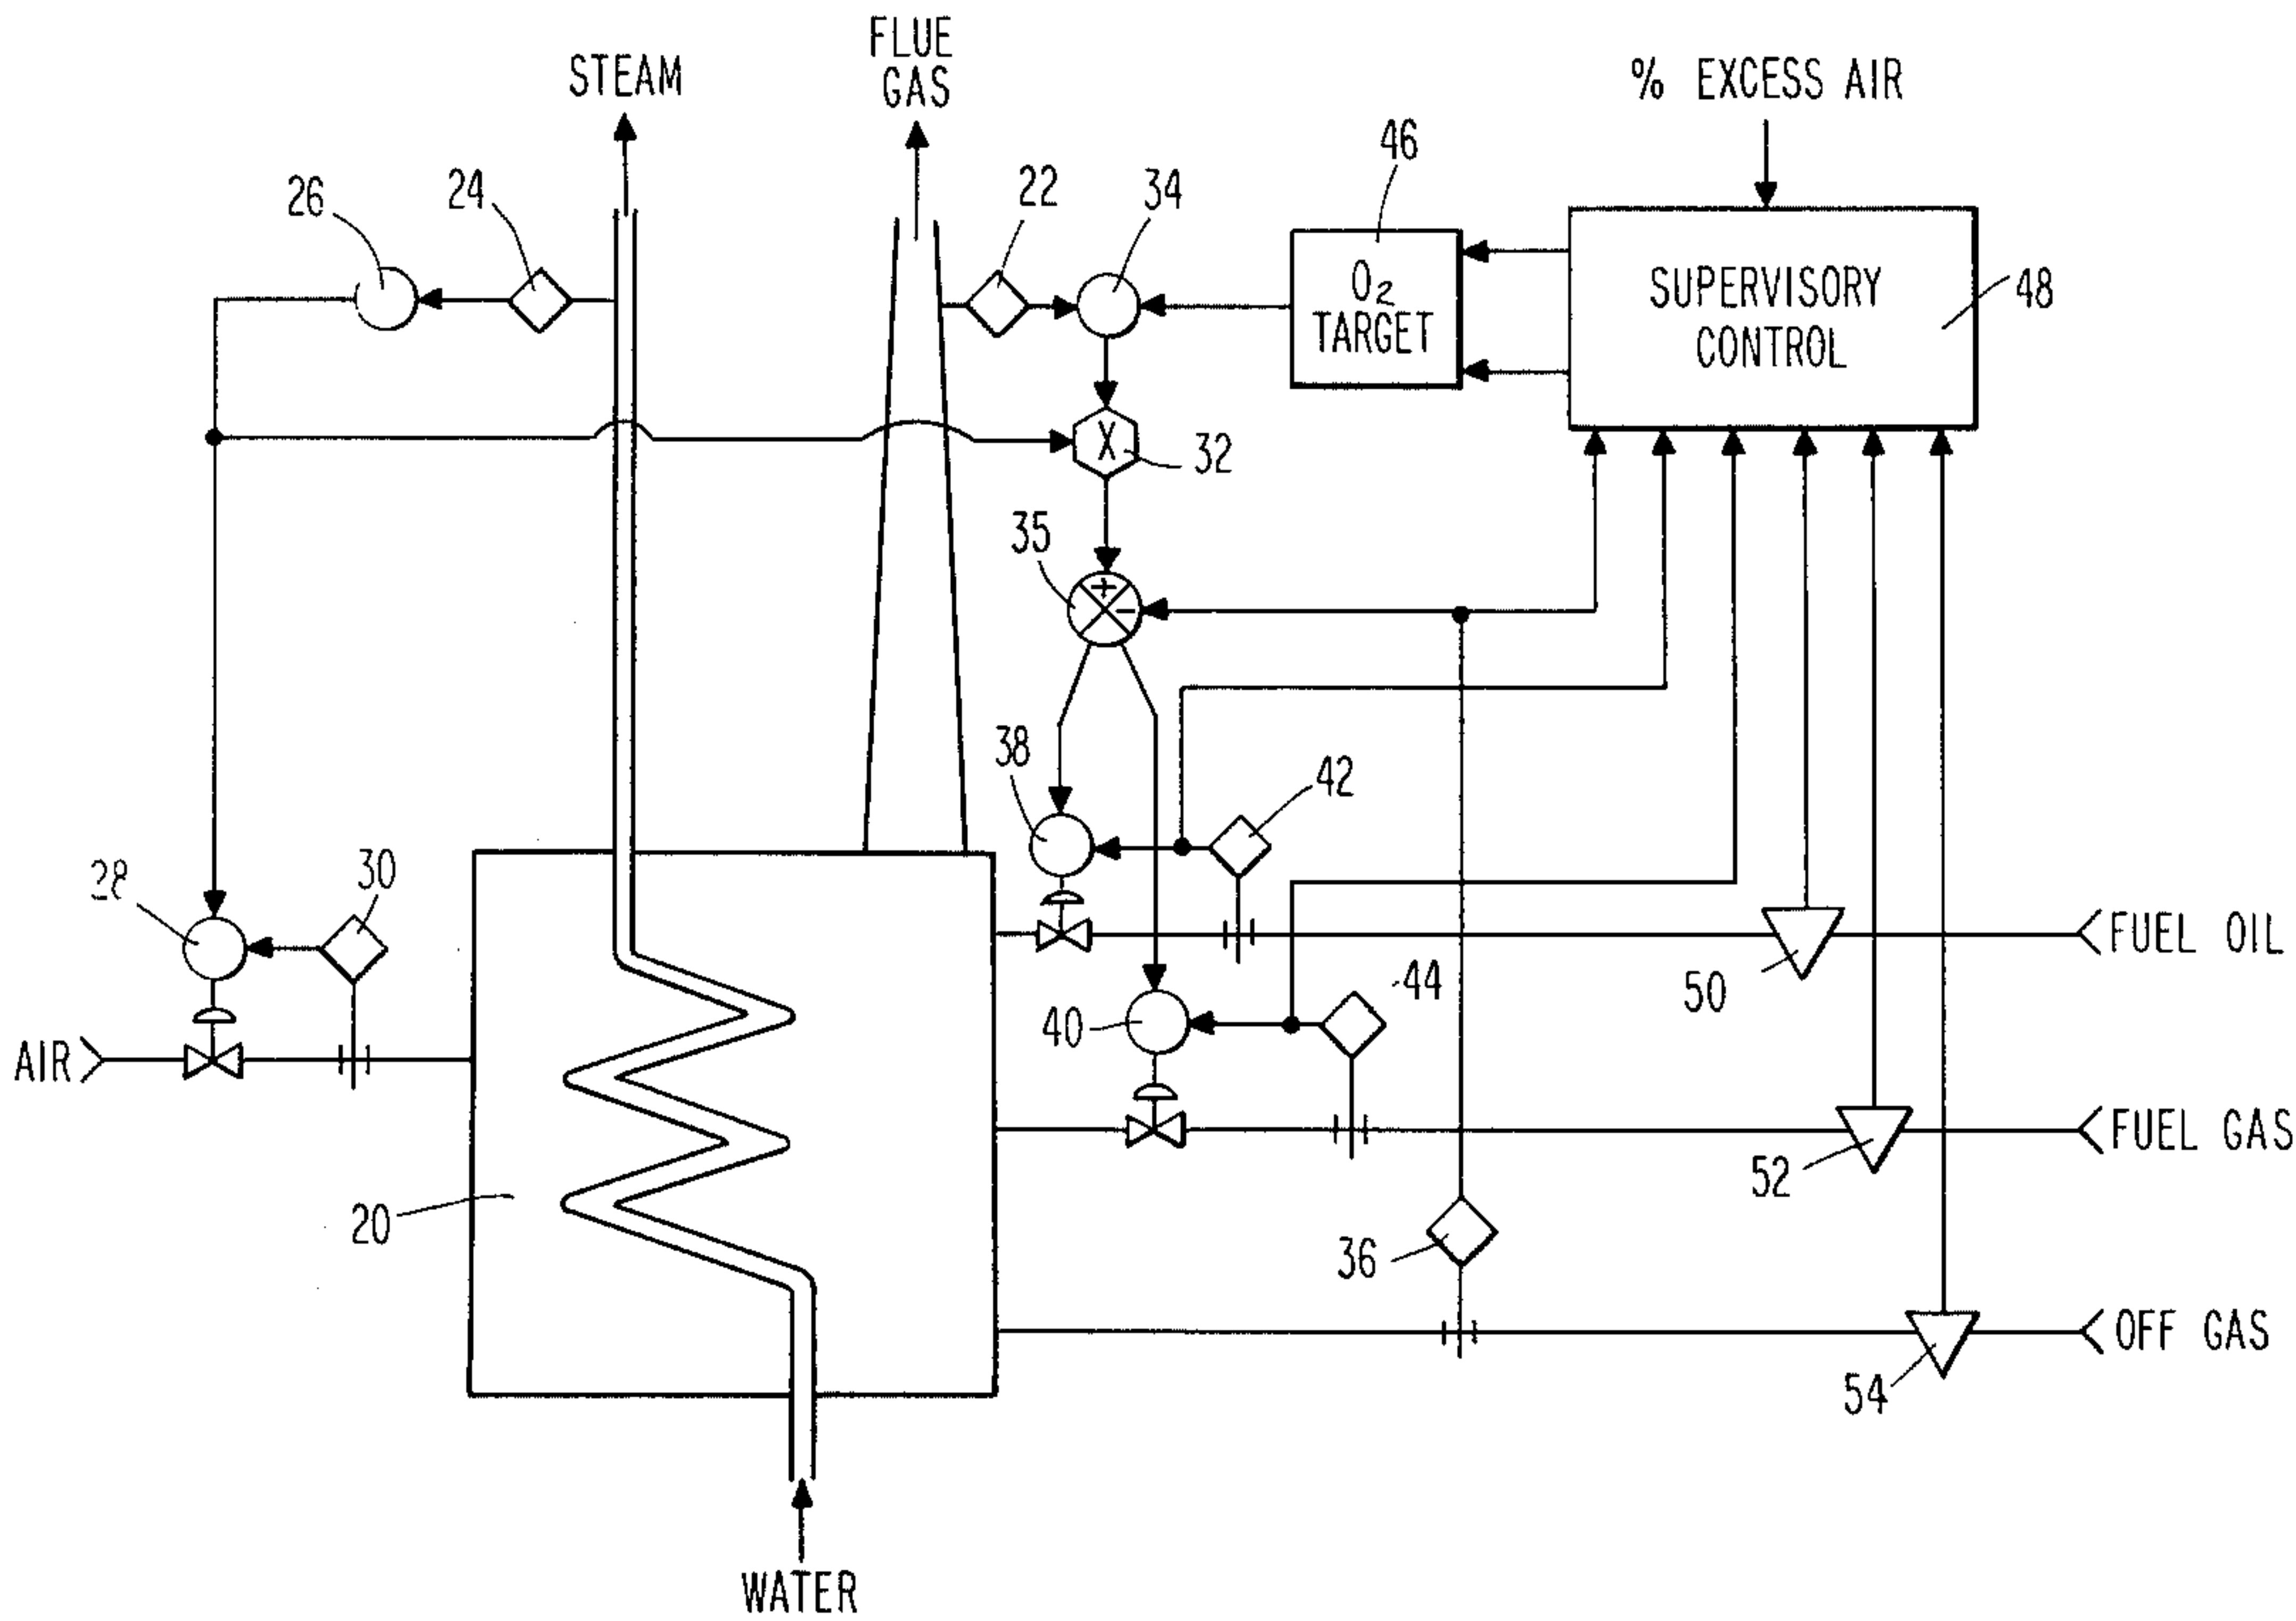 FLUE
GAS
STEAM
% EXCESS AIR
46
26
24
22
34
O₂
TARGET
SUPERVISORY
CONTROL
48
X
32
35
+
-
38
42
28
30
FUEL OIL
50
44
40
AIR
FUEL GAS
52
20
36
OFF GAS
54
WATER